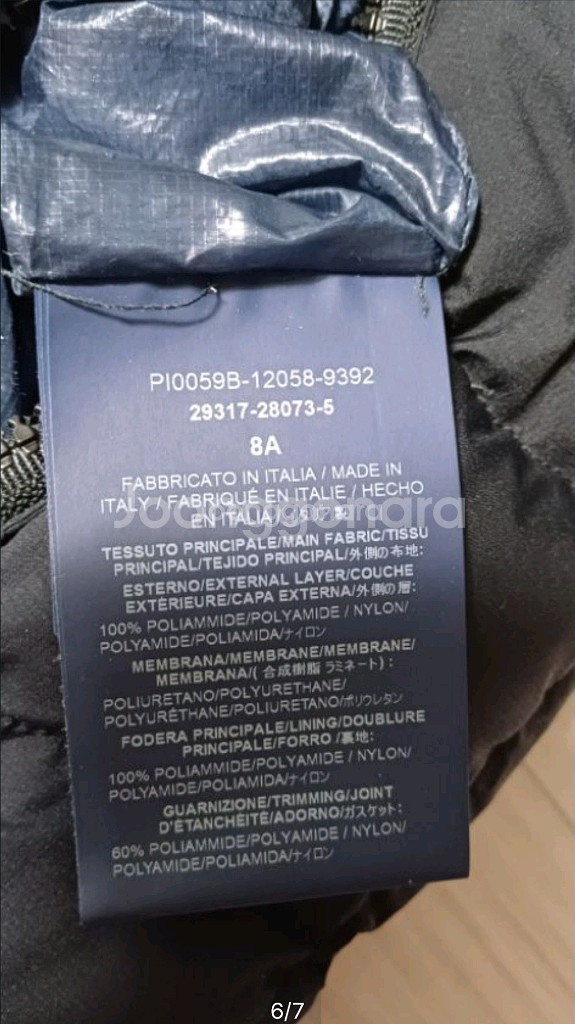 PI0059B-12058-9392
29317-28073-5
8A
FABBRICATO IN ITALIA / MADE IN
ITALY / FABRIQUÉ EN ITALIE / HECHO
EN ITALIA / イタリア製
TESSUTO PRINCIPALE/MAIN FABRIC/TISSU
PRINCIPAL/TEJIDO PRINCIPAL/外側の布地:
ESTERNO/EXTERNAL LAYER/COUCHE
EXTÉRIEURE/CAPA EXTERNA/外側の層:
100% POLIAMMIDE/POLYAMIDE / NYLON/
POLYAMIDE/POLIAMIDA/ナイロン
MEMBRANA/MEMBRANE/MEMBRANE/
MEMBRANA/( 合成樹脂 ラミネート) :
POLIURETANO/POLYURETHANE/
POLYURÉTHANE/POLIURETANO/ポリウレタン
FODERA PRINCIPALE/LINING/DOUBLURE
PRINCIPALE/FORRO /裏地:
100% POLIAMMIDE/POLYAMIDE / NYLON/
POLYAMIDE/POLIAMIDA/ナイロン
GUARNIZIONE/TRIMMING/JOINT
D'ÉTANCHEITÉ/ADORNO/ガスケット:
60% POLIAMMIDE/POLYAMIDE / NYLON/
POLYAMIDE/POLIAMIDA/ナイロン
6/7